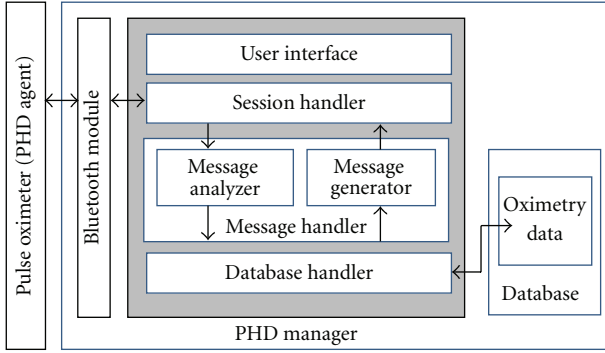 Pulse oximeter (PHD agent)
Bluetooth module
User interface
Session handler
Message
analyzer
Message
generator
Message handler
Database handler
Oximetry
data
Database
PHD manager